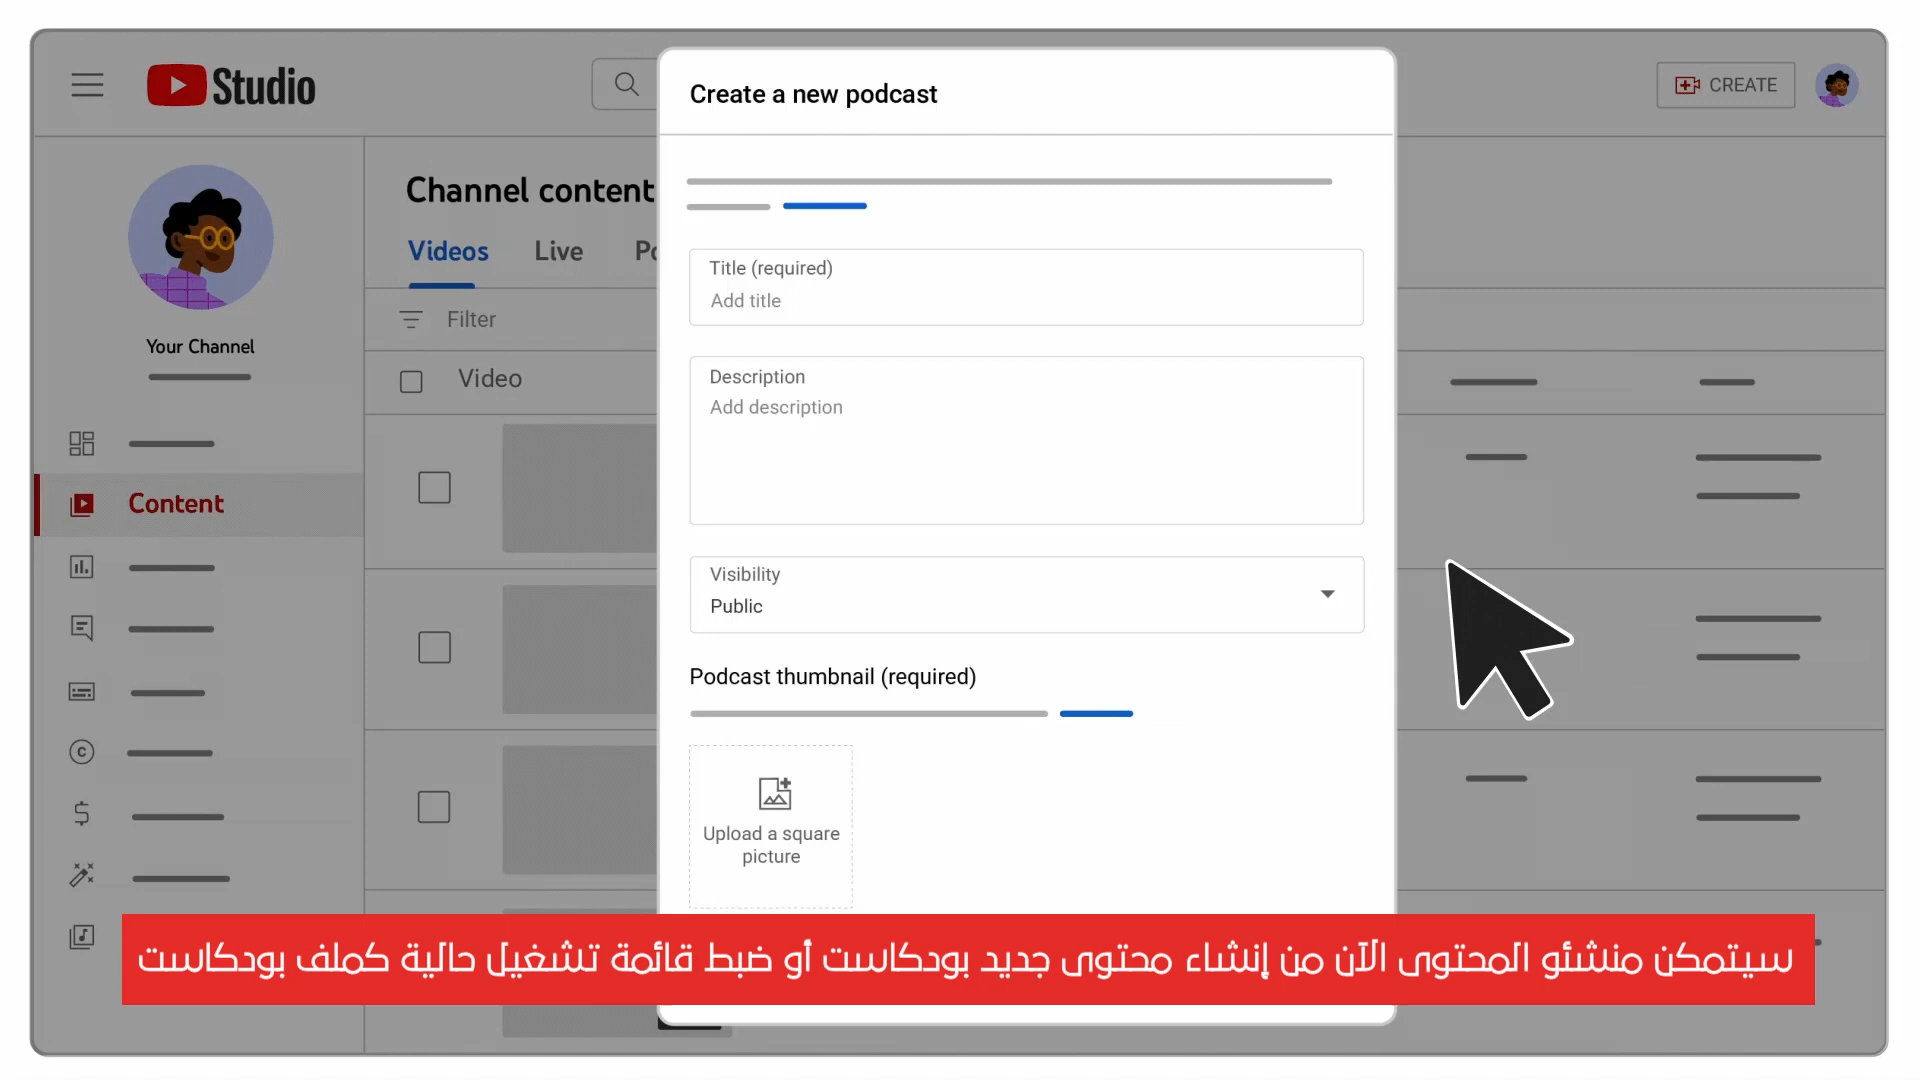 Studio
CREATE
Create a new podcast
Your Channel
Content
Channel content
Videos
Live
Filter
Video
Title (required)
Add title
Description
Add description
Visibility
Public
Podcast thumbnail (required)
Upload a square
picture
سيتمكن منشئو المحتوى الآن من إنشاء محتوى جديد بودكاست أو ضبط قائمة تشغيل حالية كملف بودكاست